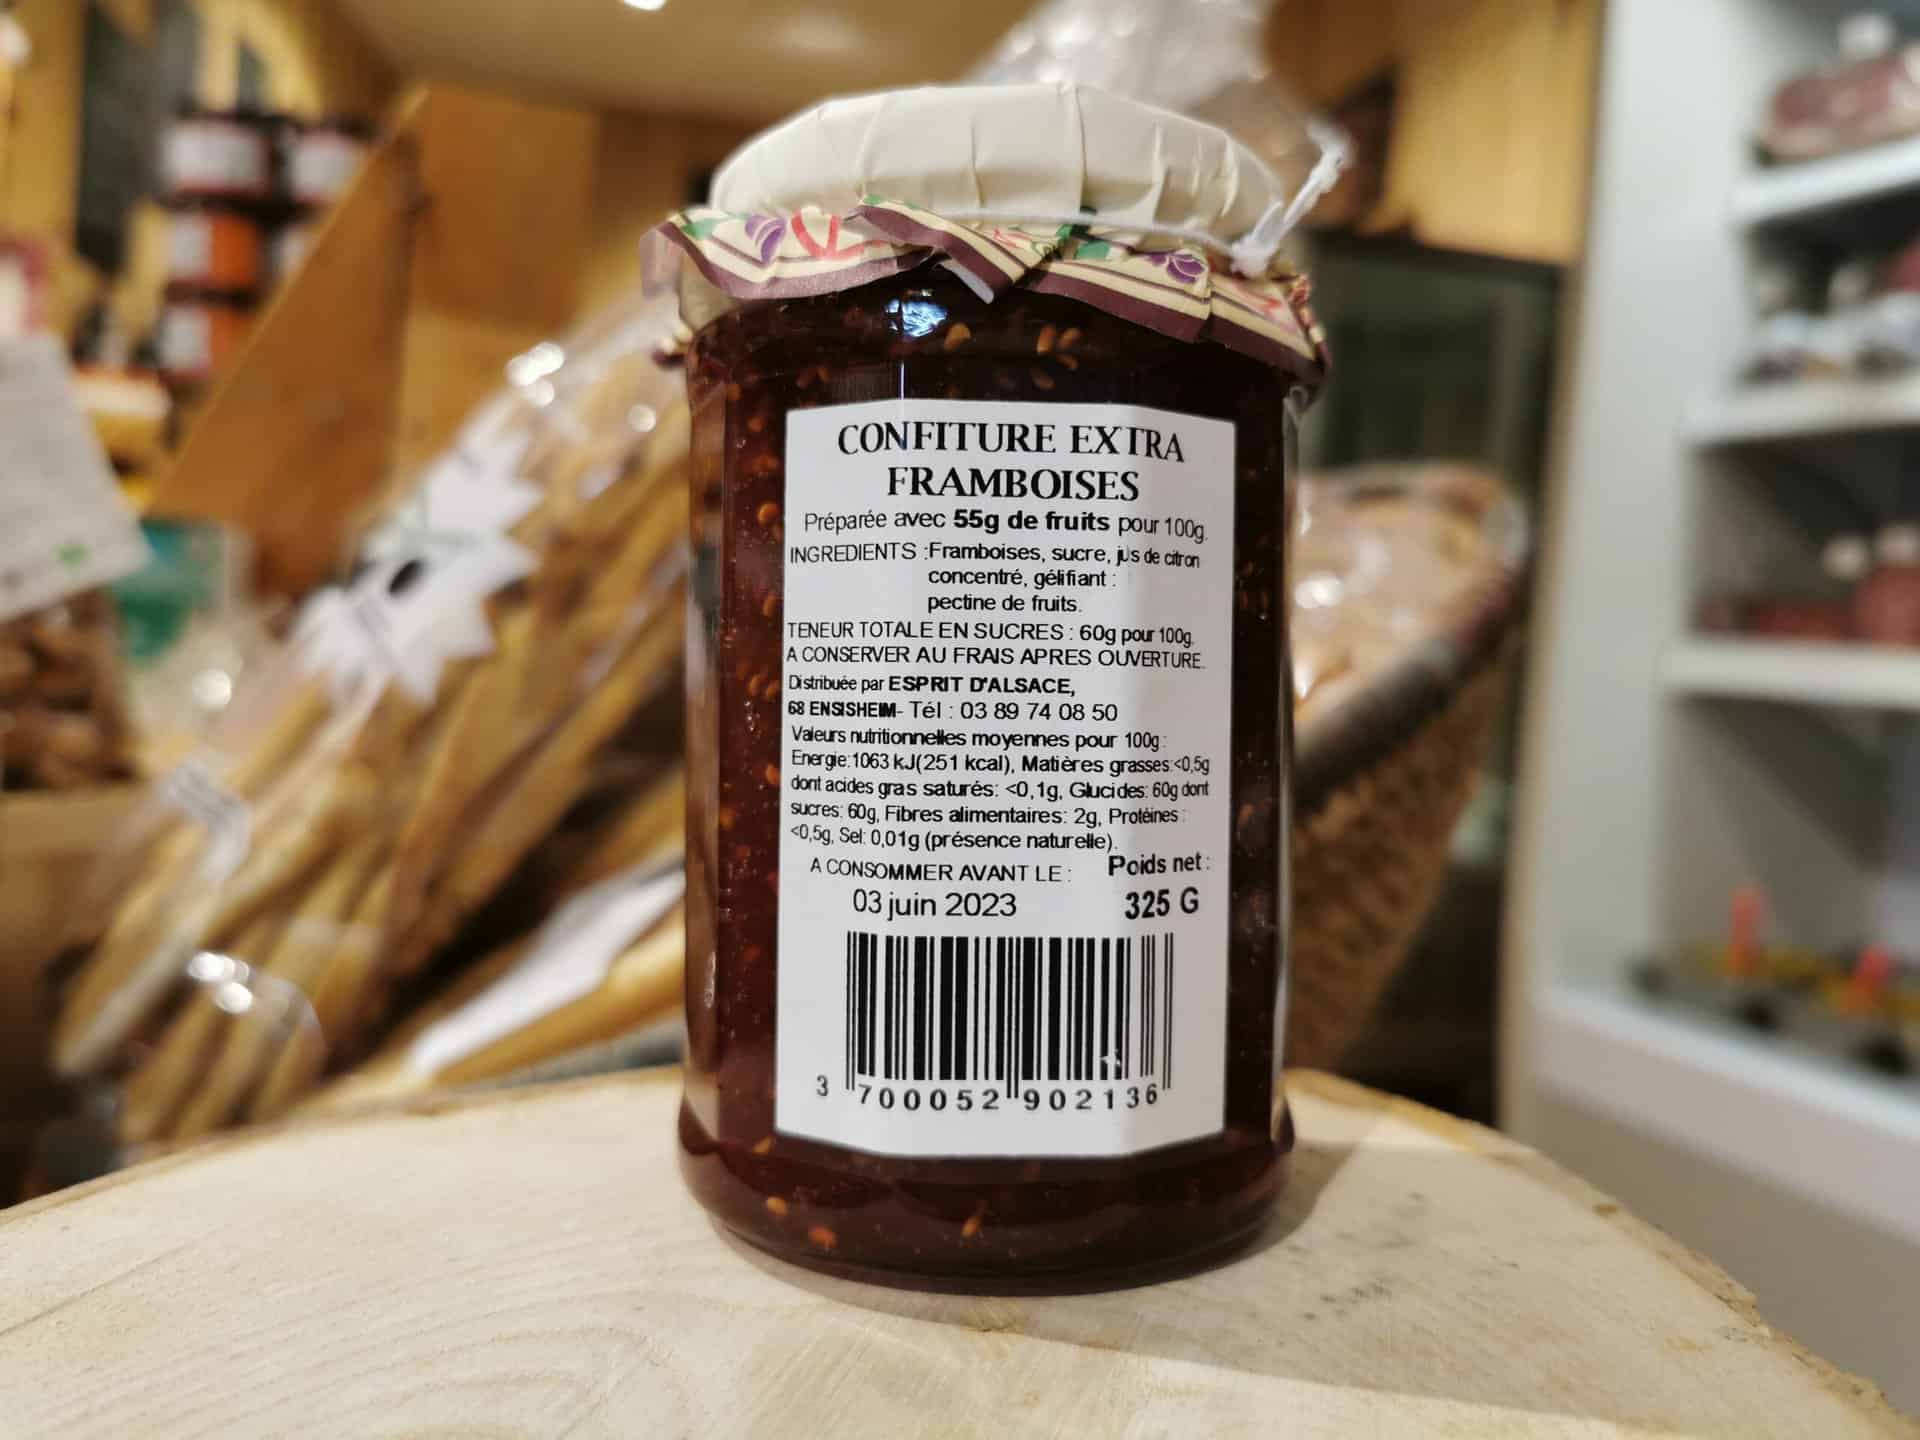 CONFITURE EXTRA
FRAMBOISES
Préparée avec 55g de fruits pour 100g.
INGREDIENTS :Framboises, sucre, jus de citron
concentré, gélifiant :
pectine de fruits.
TENEUR TOTALE EN SUCRES : 60g pour 100g.
A CONSERVER AU FRAIS APRES OUVERTURE.
Distribuée par ESPRIT D'ALSACE,
68 ENSISHEIM- Tél : 03 89 74 08 50
Valeurs nutritionnelles moyennes pour 100g :
Energie:1063 kJ(251 kcal), Matières grasses:<0,5g
dont acides gras saturés: <0,1g, Glucides: 60g dont
sucres: 60g, Fibres alimentaires: 2g, Protéines :
<0,5g, Sel: 0,01g (présence naturelle).
A CONSOMMER AVANT LE : Poids net :
03 juin 2023 325 G
3 700052 902136